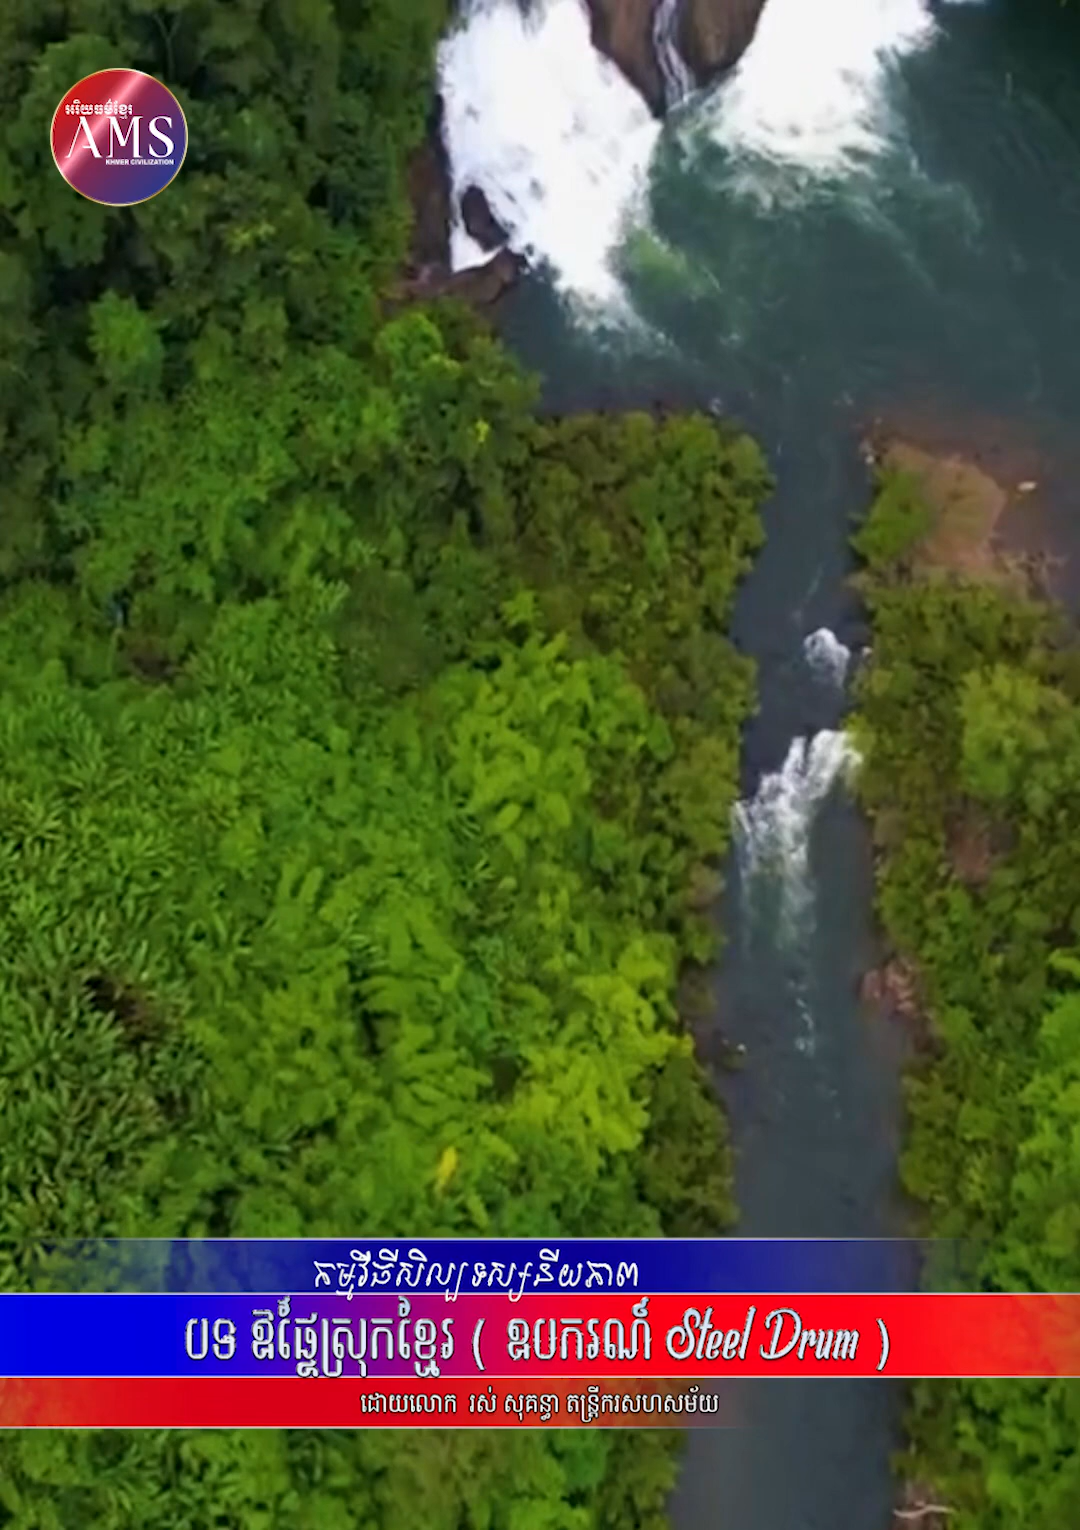 អរិយធម៌ខ្មែរ
AMS
KHMER CIVILIZATION
កម្មវិធីសិល្បទស្សនីយភាព
បទ ឱផ្លែស្រុកខ្មែរ ( ឧបករណ៍ Steel Drum )
ដោយលោក រស់ សុគន្ធា តន្ត្រីករសហសម័យ